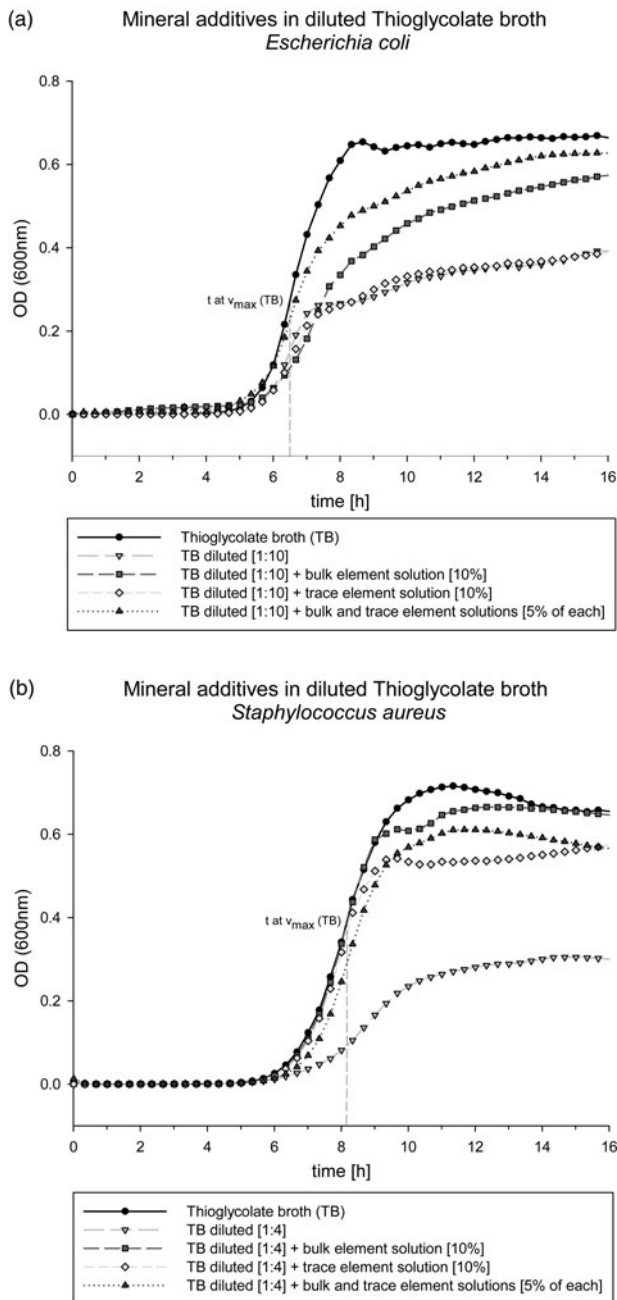 (a)
Mineral additives in diluted Thioglycolate broth
Escherichia coli
0.8
0.6
0.4
0.2
0.0
OD (600nm)
t at vmax (TB)
0 2 4 6 8 10 12 14 16
time [h]
Thioglycolate broth (TB)
TB diluted [1:10]
TB diluted [1:10] + bulk element solution [10%]
TB diluted [1:10] + trace element solution [10%]
TB diluted [1:10] + bulk and trace element solutions [5% of each]
(b)
Mineral additives in diluted Thioglycolate broth
Staphylococcus aureus
0.8
0.6
0.4
0.2
0.0
OD (600nm)
t at vmax (TB)
0 2 4 6 8 10 12 14 16
time [h]
Thioglycolate broth (TB)
TB diluted [1:4]
TB diluted [1:4] + bulk element solution [10%]
TB diluted [1:4] + trace element solution [10%]
TB diluted [1:4] + bulk and trace element solutions [5% of each]